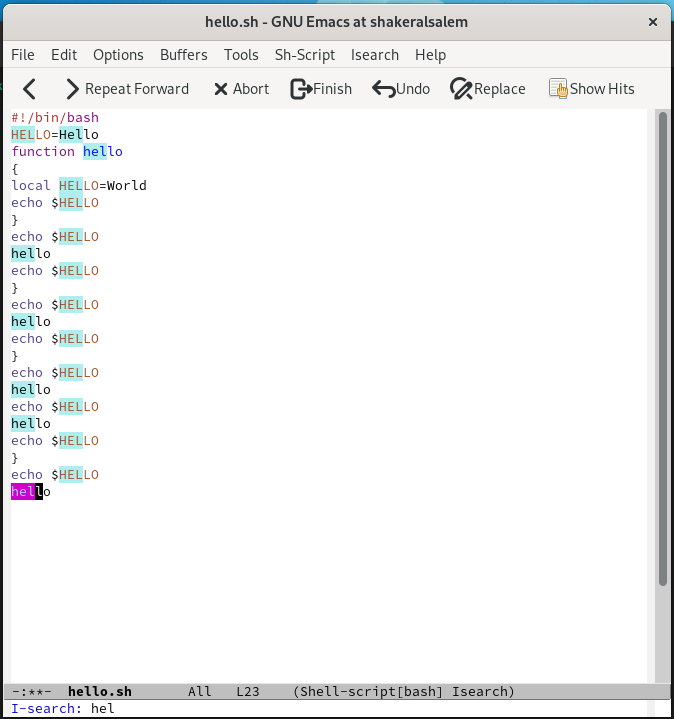 hello.sh - GNU Emacs at shakeralsalem
File Edit Options Buffers Tools Sh-Script Isearch Help
Repeat Forward Abort Finish Undo Replace Show Hits
#!/bin/bash
HELLO=Hello
function hello
{
local HELLO=World
echo $HELLO
}
echo $HELLO
hello
echo $HELLO
}
echo $HELLO
hello
echo $HELLO
}
echo $HELLO
hello
echo $HELLO
hello
echo $HELLO
}
echo $HELLO
hello
-:**- hello.sh All L23 (Shell-script[bash] Isearch)
I-search: hel